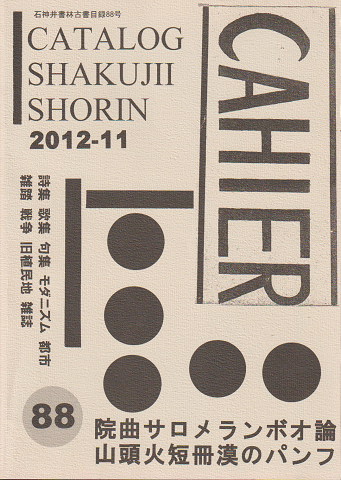 石神井書林古書目録88号
CATALOG
SHAKUJII
SHORIN
2012-11
CAHIER
詩集 歌集 句集 モダニズム 都市
雑踏 戦争 旧植民地 雑誌
88
院曲サロメランボオ論
山頭火短冊漠のパンフ